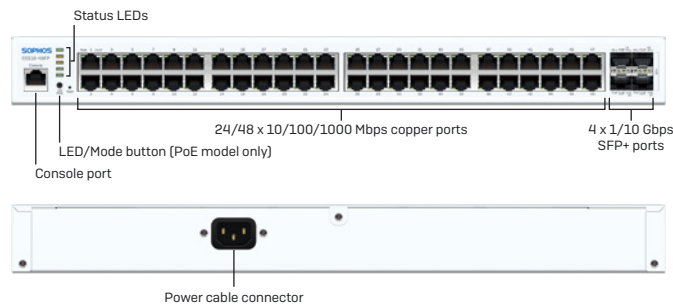 Status LEDs
SOPHOS
Console
24/48 x 10/100/1000 Mbps copper ports
4 x 1/10 Gbps
SFP+ ports
LED/Mode button (PoE model only)
Console port
Power cable connector